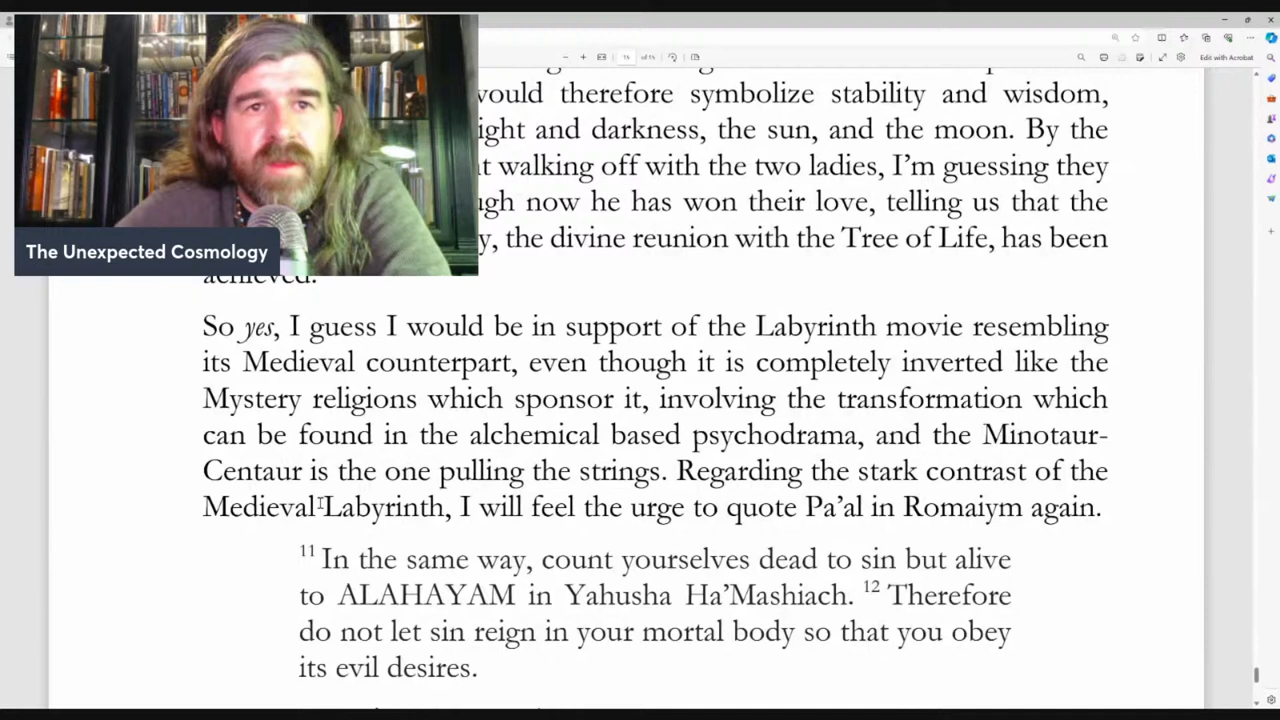 Edit with Acrobat
would therefore symbolize stability and wisdom,
ight and darkness, the sun, and the moon. By the
walking off with the two ladies, I'm guessing they
ugh now he has won their love, telling us that the
y, the divine reunion with the Tree of Life, has been
achieved.
The Unexpected Cosmology
So yes, I guess I would be in support of the Labyrinth movie resembling
its Medieval counterpart, even though it is completely inverted like the
Mystery religions which sponsor it, involving the transformation which
can be found in the alchemical based psychodrama, and the Minotaur-
Centaur is the one pulling the strings. Regarding the stark contrast of the
Medieval Labyrinth, I will feel the urge to quote Pa'al in Romaiym again.
11 In the same way, count yourselves dead to sin but alive
to ALAHAYAM in Yahusha Ha'Mashiach. 12 Therefore
do not let sin reign in your mortal body so that you obey
its evil desires.